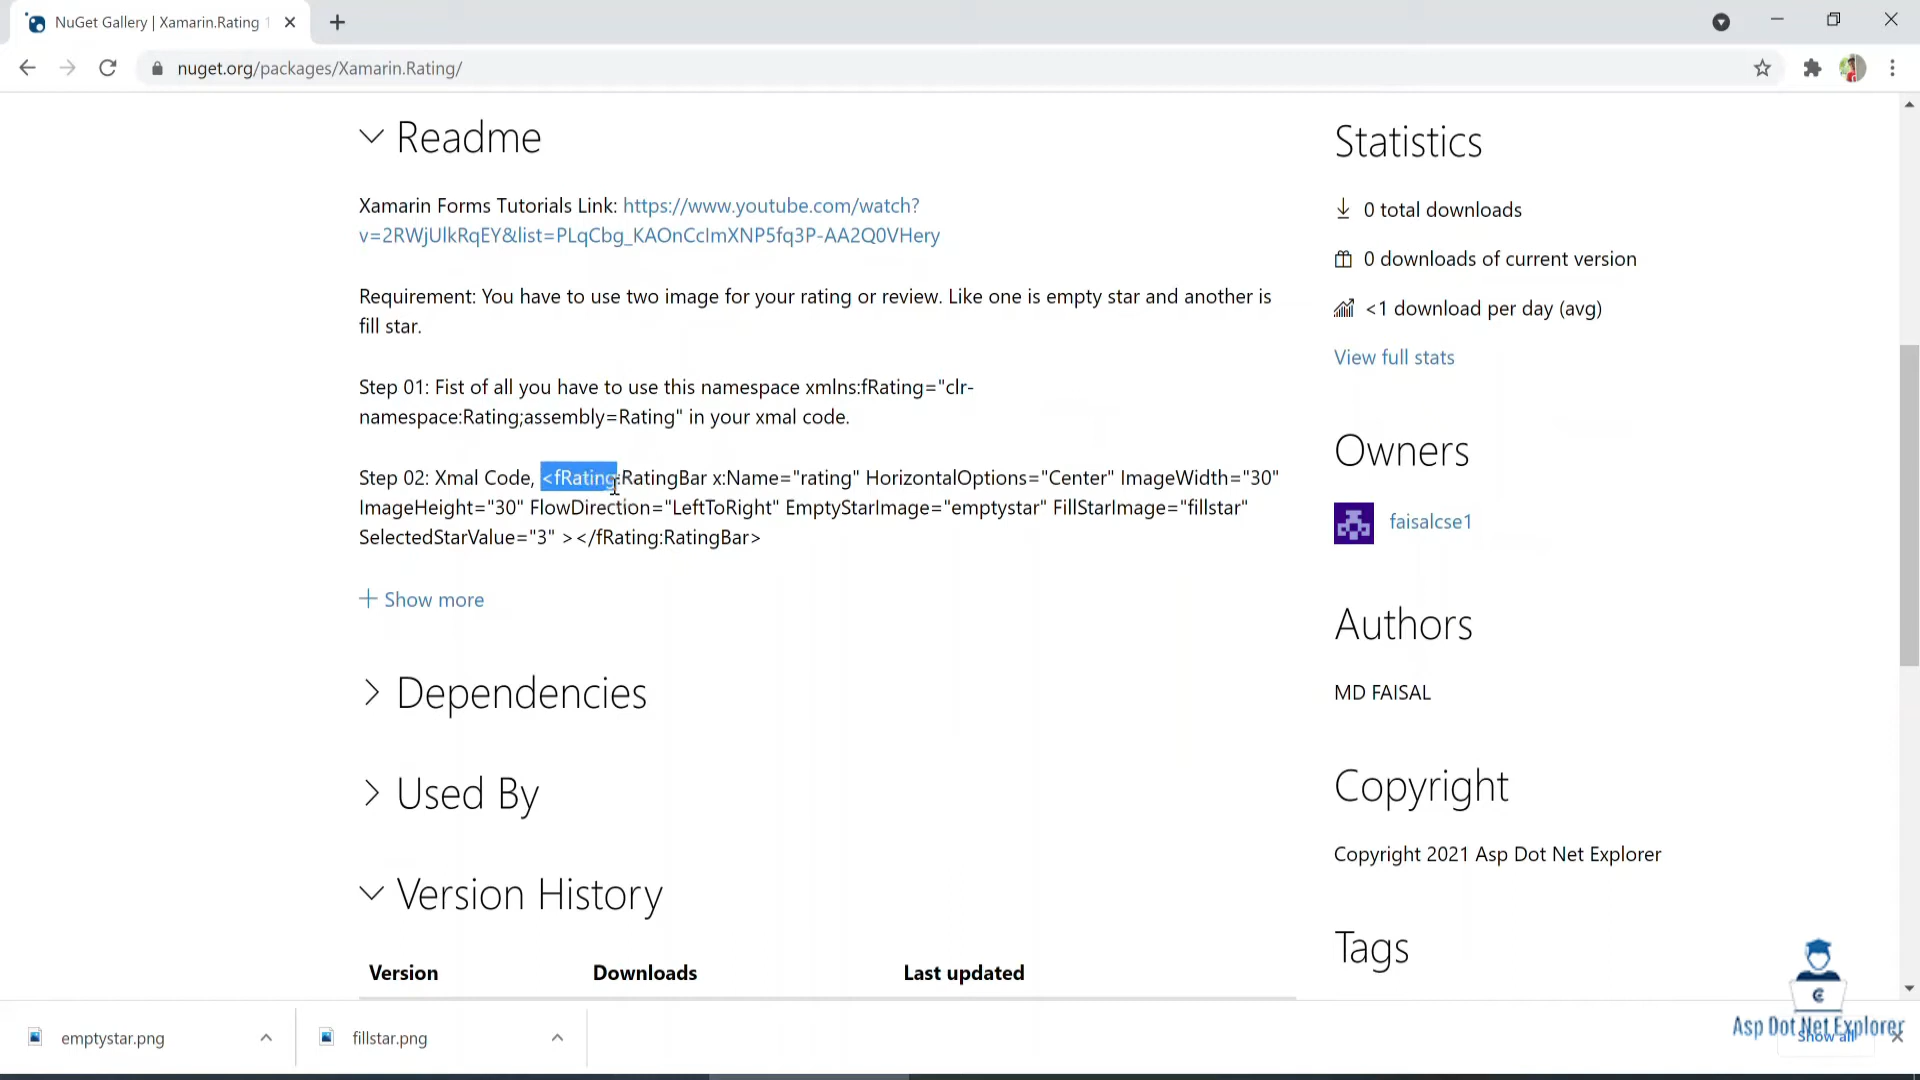 NuGet Gallery | Xamarin.Rating 1
nuget.org/packages/Xamarin.Rating/
Readme
Xamarin Forms Tutorials Link: https://www.youtube.com/watch?
v=2RWjUlkRqEY&list=PLqCbg_KAOnCcImXNP5fq3P-AA2Q0VHery
Requirement: You have to use two image for your rating or review. Like one is empty star and another is
fill star.
Step 01: Fist of all you have to use this namespace xmlns:fRating="clr-
namespace:Rating;assembly=Rating" in your xmal code.
Step 02: Xmal Code, <fRating:RatingBar x:Name="rating" HorizontalOptions="Center" ImageWidth="30"
ImageHeight="30" FlowDirection="LeftToRight" EmptyStarImage="emptystar" FillStarImage="fillstar"
SelectedStarValue="3" ></fRating:RatingBar>
Show more
Dependencies
Used By
Version History
Version Downloads Last updated
Statistics
0 total downloads
0 downloads of current version
<1 download per day (avg)
View full stats
Owners
faisalcse1
Authors
MD FAISAL
Copyright
Copyright 2021 Asp Dot Net Explorer
Tags
Asp Dot Net Explorer
emptystar.png
fillstar.png
Show all